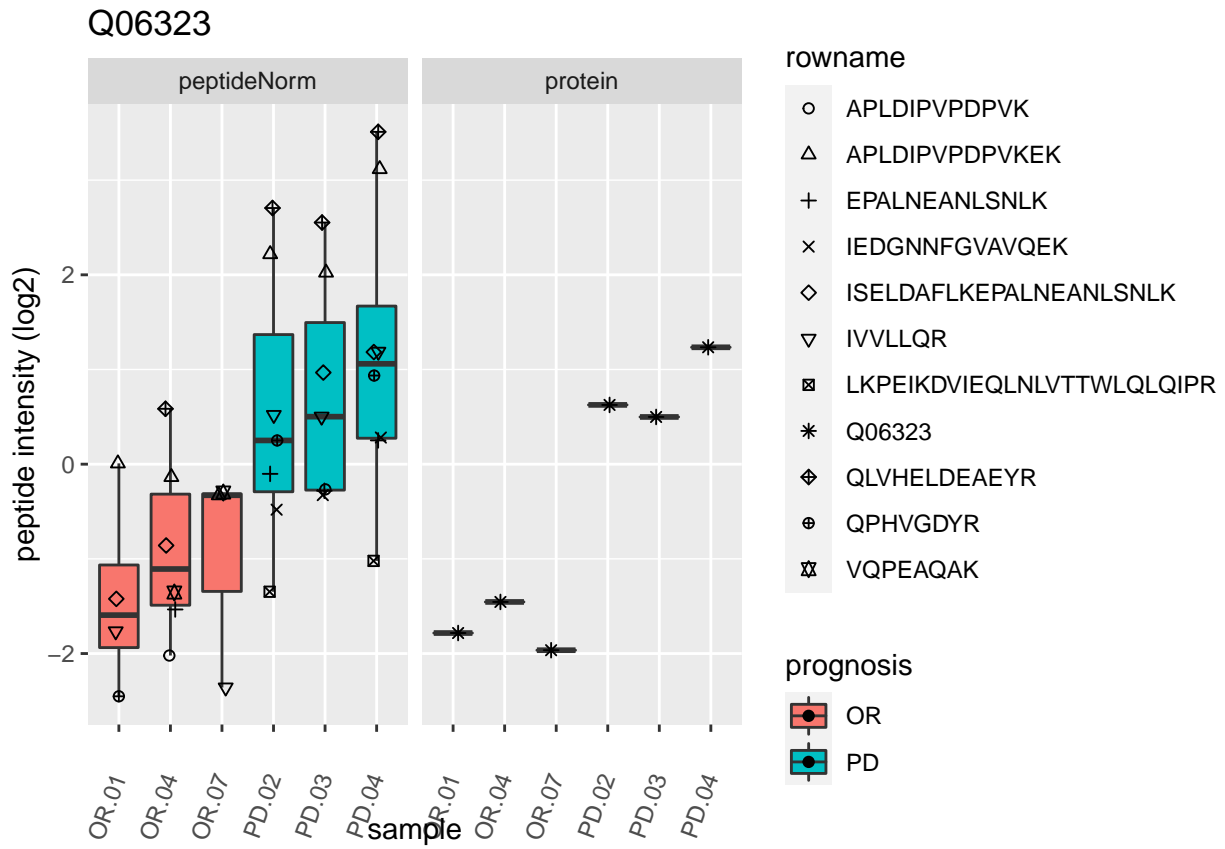 Q06323
peptideNorm
protein
peptide intensity (log2)
2
0
−2
OR.01
OR.04
OR.07
PD.02
PD.03
PD.04
OR.01
OR.04
OR.07
PD.02
PD.03
PD.04
sample
rowname
APLDIPVPDPVK
APLDIPVPDPVKEK
EPALNEANLSNLK
IEDGNNFGVAVQEK
ISELDAFLKEPALNEANLSNLK
IVVLLQR
LKPEIKDVIEQLNLVTTWLQLQIPR
Q06323
QLVHELDEAEYR
QPHVGDYR
VQPEAQAK
prognosis
OR
PD